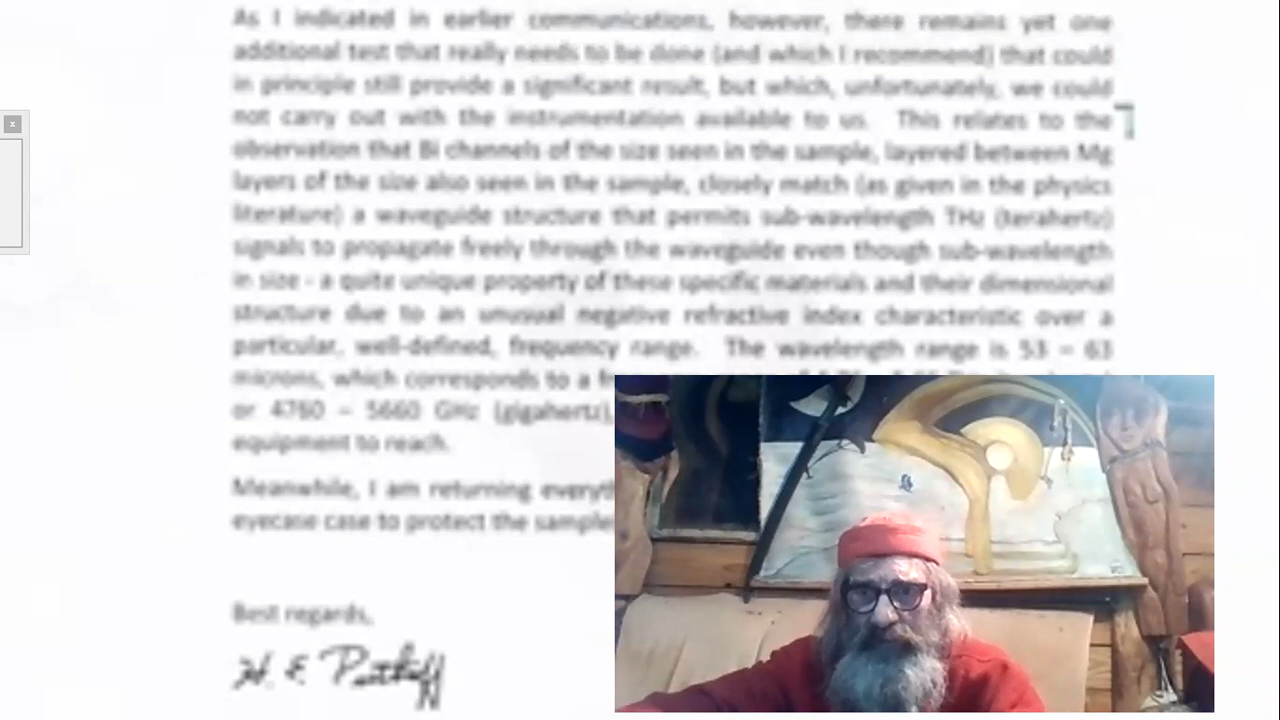 As I indicated in earlier communications, however, there remains yet one
additional test that really needs to be done (and which I recommend) that could
in principle still provide a significant result, but which, unfortunately, we could
not carry out with the instrumentation available to us. This relates to the
observation that Bi channels of the size seen in the sample, layered between Mg
layers of the size also seen in the sample, closely match (as given in the physics
literature) a waveguide structure that permits sub-wavelength THz (terahertz)
signals to propagate freely through the waveguide even though sub-wavelength
in size - a quite unique property of these specific materials and their dimensional
structure due to an unusual negative refractive index characteristic over a
particular, well-defined, frequency range. The wavelength range is 53 – 63
microns, which corresponds to a
or 4760 – 5660 GHz (gigahertz),
equipment to reach.
Meanwhile, I am returning
eyecase case to protect the
Best regards,
H. E. Puthoff
x